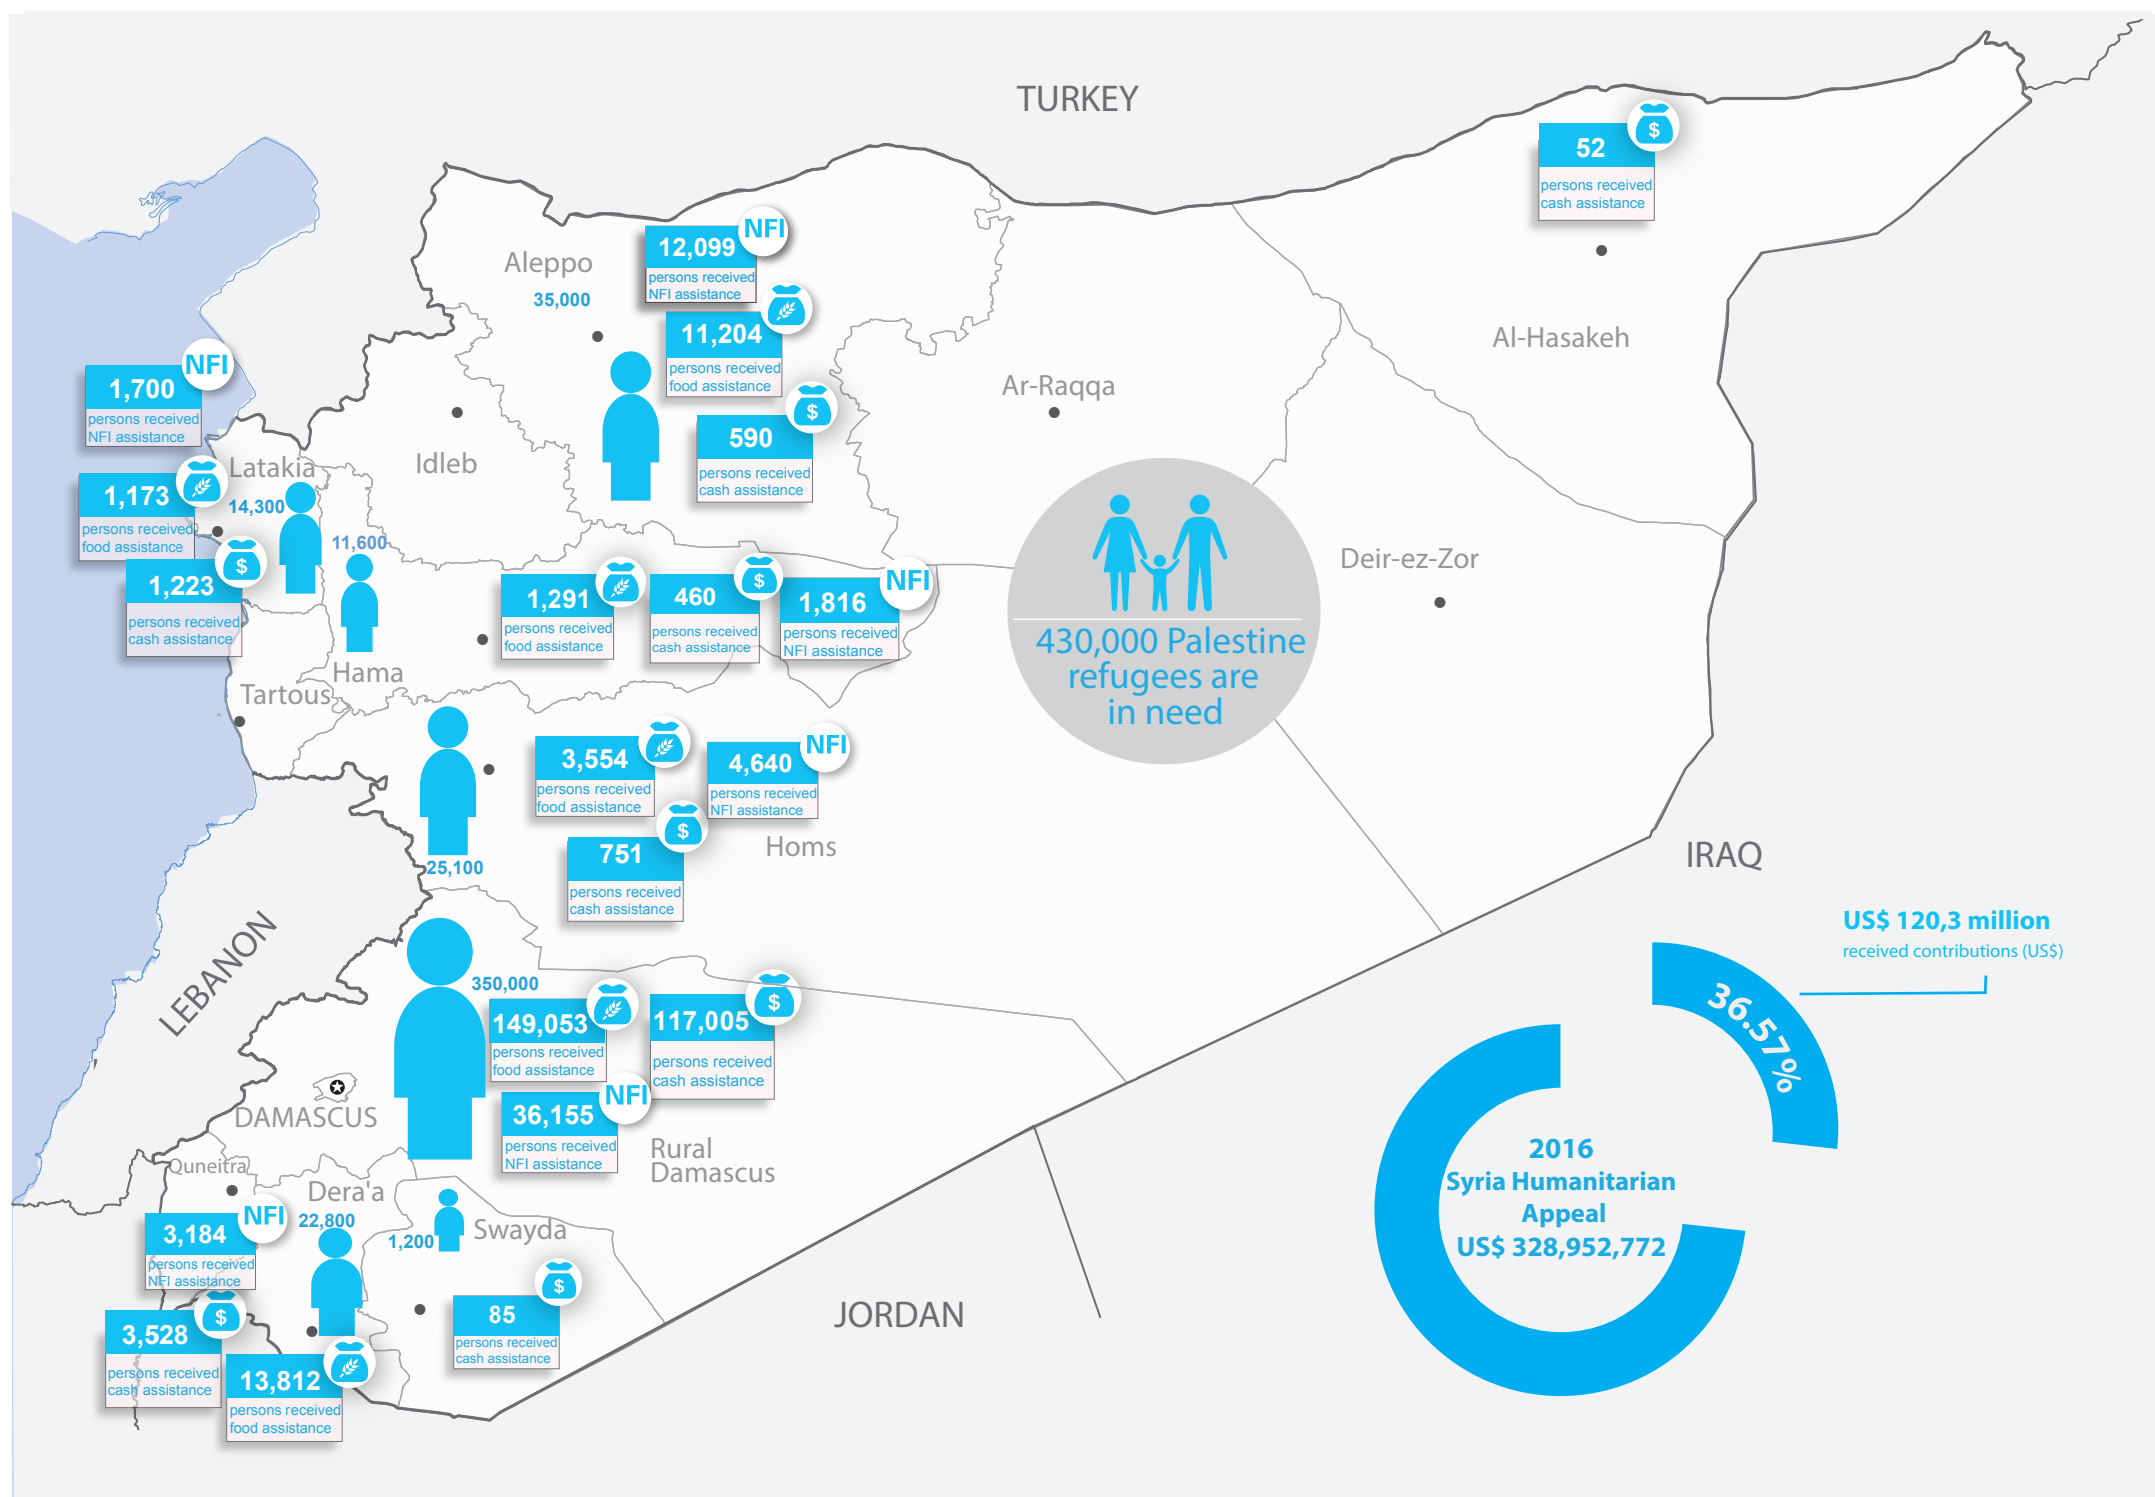 TURKEY
52
$
persons received
cash assistance
Al-Hasakeh
Aleppo
35,000
12,099
NFI
persons received
NFI assistance
11,204
persons received
food assistance
590
$
persons received
cash assistance
Ar-Raqqa
Idleb
1,700
NFI
persons received
NFI assistance
Latakia
14,300
1,173
persons received
food assistance
1,223
$
persons received
cash assistance
11,600
Hama
1,291
persons received
food assistance
460
$
persons received
cash assistance
1,816
NFI
persons received
NFI assistance
430,000 Palestine
refugees are
in need
Deir-ez-Zor
Tartous
3,554
persons received
food assistance
4,640
NFI
persons received
NFI assistance
751
$
persons received
cash assistance
Homs
25,100
IRAQ
LEBANON
350,000
149,053
persons received
food assistance
117,005
$
persons received
cash assistance
36,155
NFI
persons received
NFI assistance
Rural
Damascus
DAMASCUS
Quneitra
Dera'a
22,800
3,184
NFI
persons received
NFI assistance
3,528
$
persons received
cash assistance
13,812
persons received
food assistance
1,200
Swayda
85
$
persons received
cash assistance
JORDAN
US$ 120,3 million
received contributions (US$)
36.57%
2016
Syria Humanitarian
Appeal
US$ 328,952,772